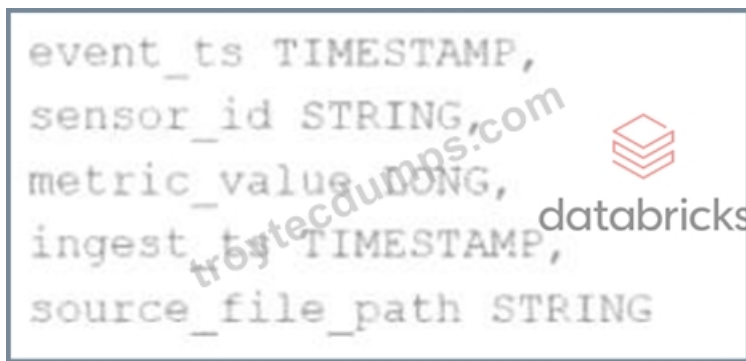 event_ts TIMESTAMP,
sensor_id STRING,
metric_value LONG,
ingest_ts TIMESTAMP,
source_file_path STRING
databricks
troytecdumps.com